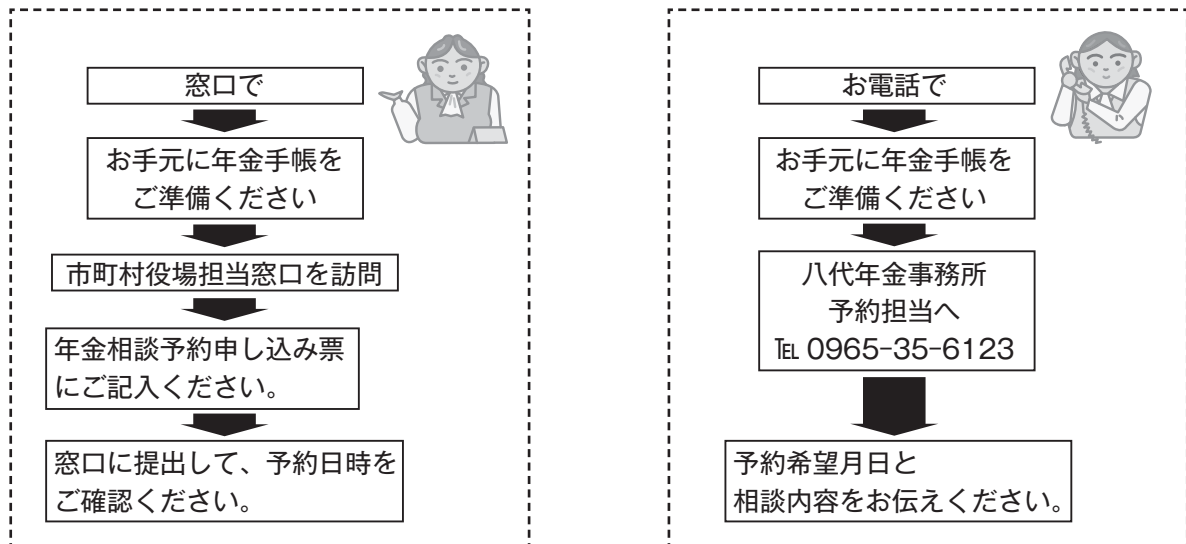 窓口で
お手元に年金手帳を
ご準備ください
市町村役場担当窓口を訪問
年金相談予約申し込み票
にご記入ください。
窓口に提出して、予約日時を
ご確認ください。
お電話で
お手元に年金手帳を
ご準備ください
八代年金事務所
予約担当へ
℡ 0965-35-6123
予約希望月日と
相談内容をお伝えください。